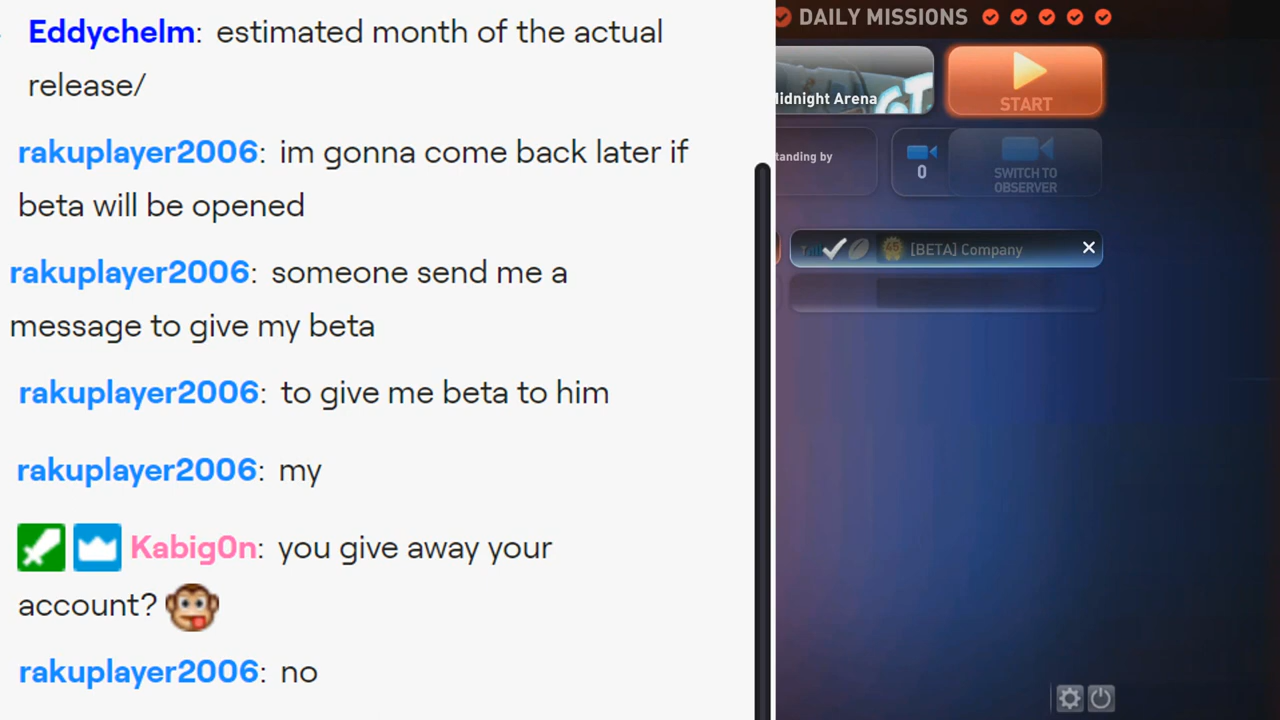 Eddychelm: estimated month of the actual
release/
rakuplayer2006: im gonna come back later if
beta will be opened
rakuplayer2006: someone send me a
message to give my beta
rakuplayer2006: to give me beta to him
rakuplayer2006: my
Kabig0n: you give away your
account?
rakuplayer2006: no
DAILY MISSIONS
idnight Arena
START
tanding by
0
SWITCH TO
OBSERVER
45 [BETA] Company